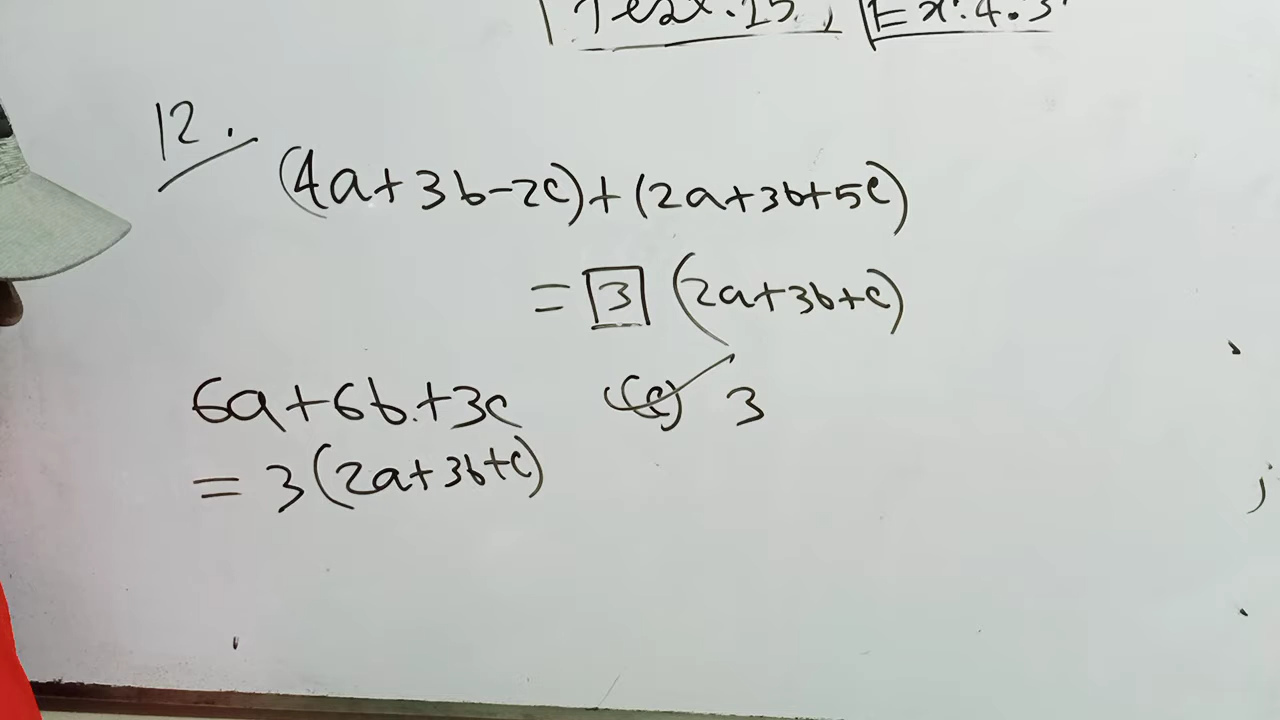 Text.15, Ex.4.3
12.
(4a+3b-2c)+(2a+3b+5c)
= 3 (2a+3b+c)
6a+6b+3c (c) 3
= 3(2a+3b+c)